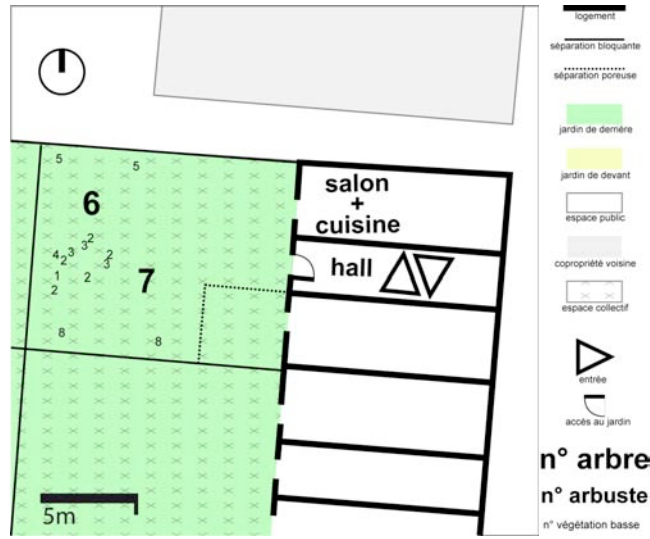 5
5
6
salon
+
cuisine
2
3
4
3
2
2
3
1
2
2
7
hall
8
8
5m
logement
séparation bloquante
séparation poreuse
jardin de derrière
jardin de devant
espace public
copropriété voisine
espace collectif
entrée
accès au jardin
n° arbre
n° arbuste
n° végétation basse